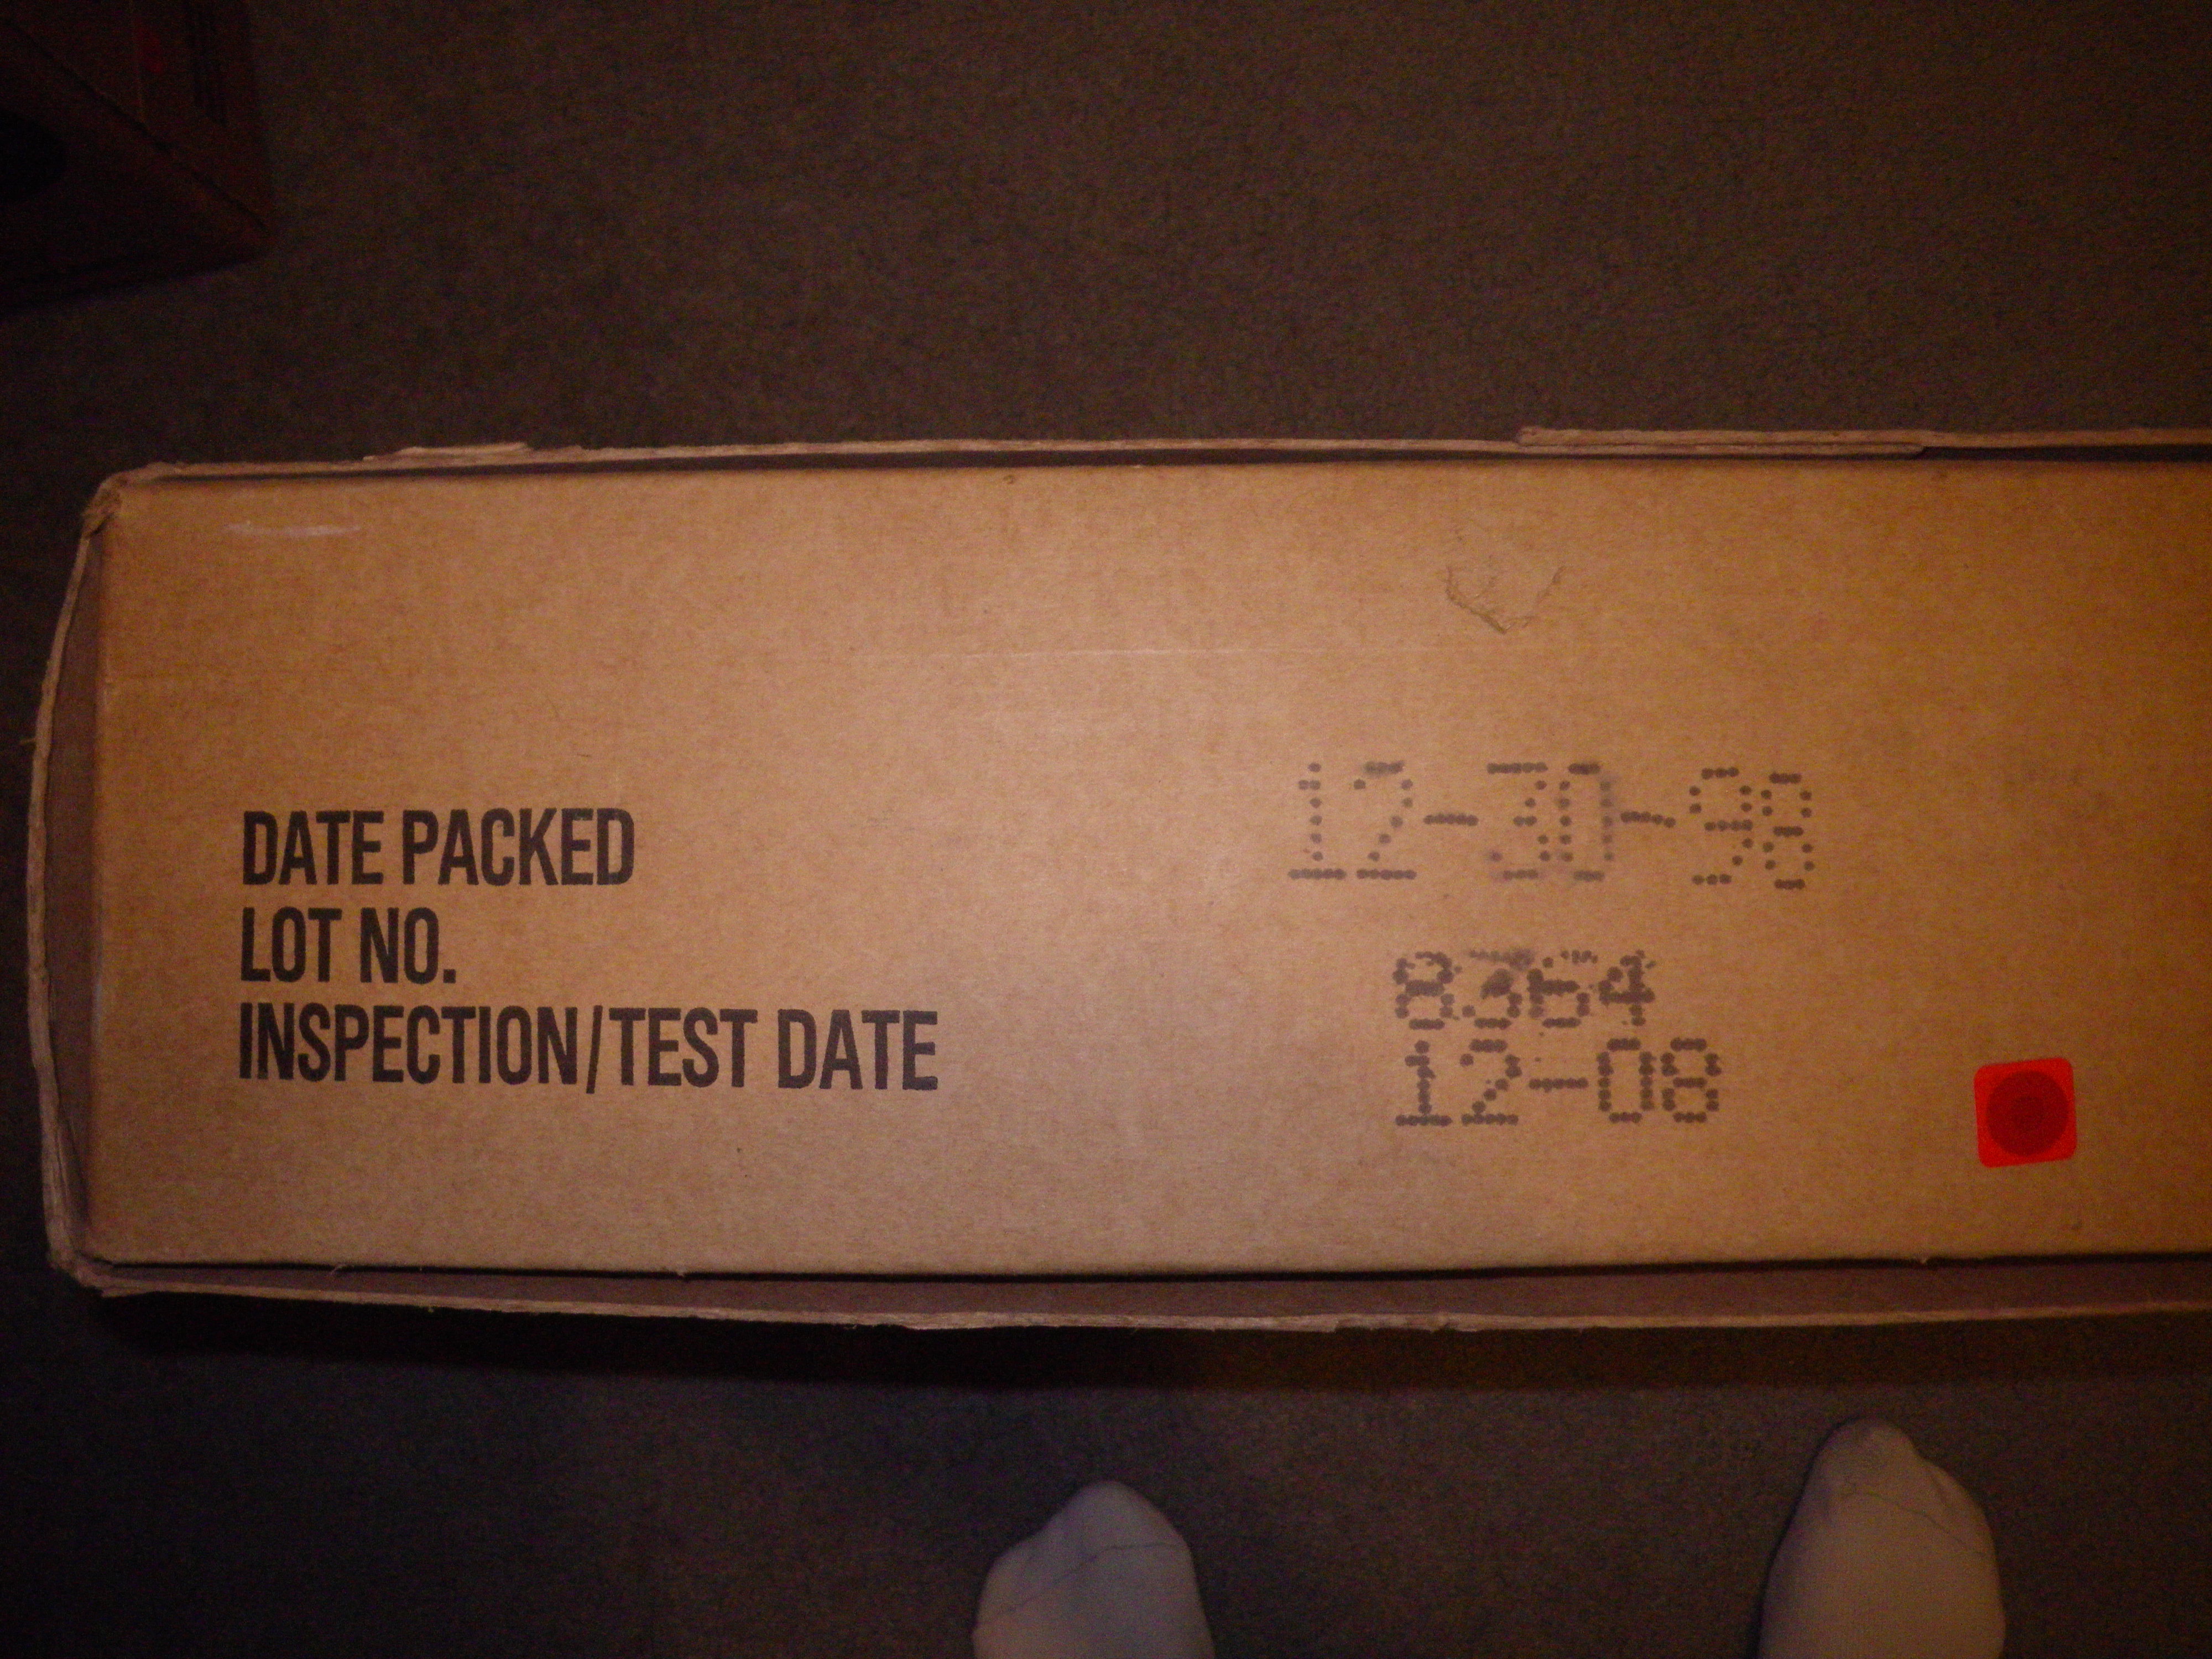 DATE PACKED 12-30-98
LOT NO. 8364
INSPECTION/TEST DATE 12-08